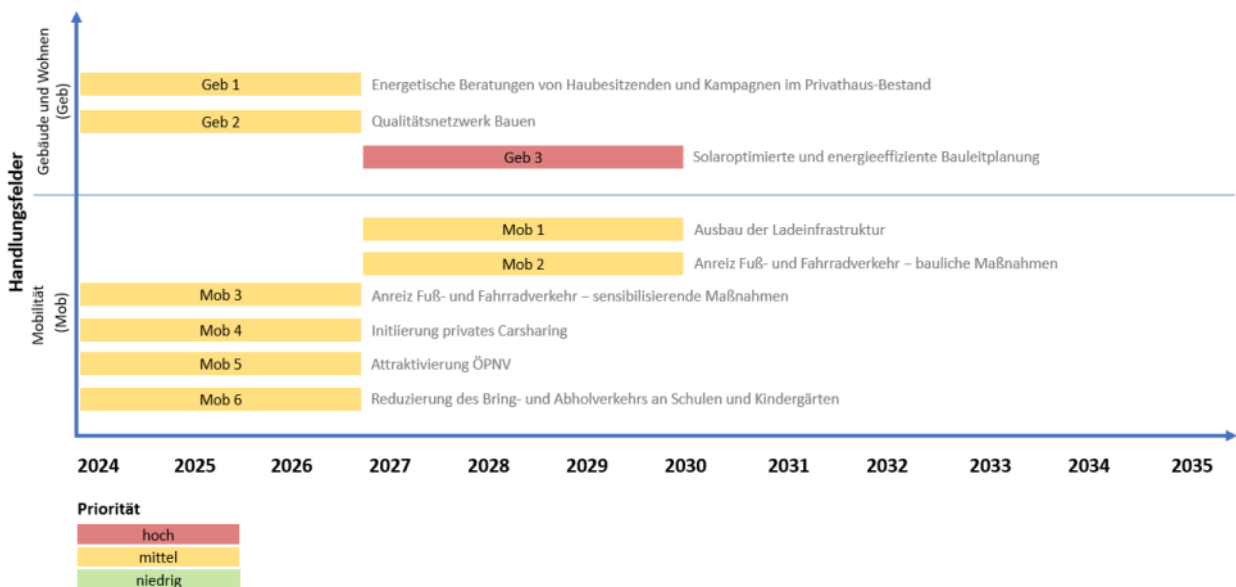 Handlungsfelder
Gebäude und Wohnen
(Geb)
Geb 1 Energetische Beratungen von Haubesitzenden und Kampagnen im Privathaus-Bestand
Geb 2 Qualitätsnetzwerk Bauen
Geb 3 Solaroptimierte und energieeffiziente Bauleitplanung
Mobilität
(Mob)
Mob 1 Ausbau der Ladeinfrastruktur
Mob 2 Anreiz Fuß- und Fahrradverkehr – bauliche Maßnahmen
Mob 3 Anreiz Fuß- und Fahrradverkehr – sensibilisierende Maßnahmen
Mob 4 Initiierung privates Carsharing
Mob 5 Attraktivierung ÖPNV
Mob 6 Reduzierung des Bring- und Abholverkehrs an Schulen und Kindergärten
2024 2025 2026 2027 2028 2029 2030 2031 2032 2033 2034 2035
Priorität
hoch
mittel
niedrig